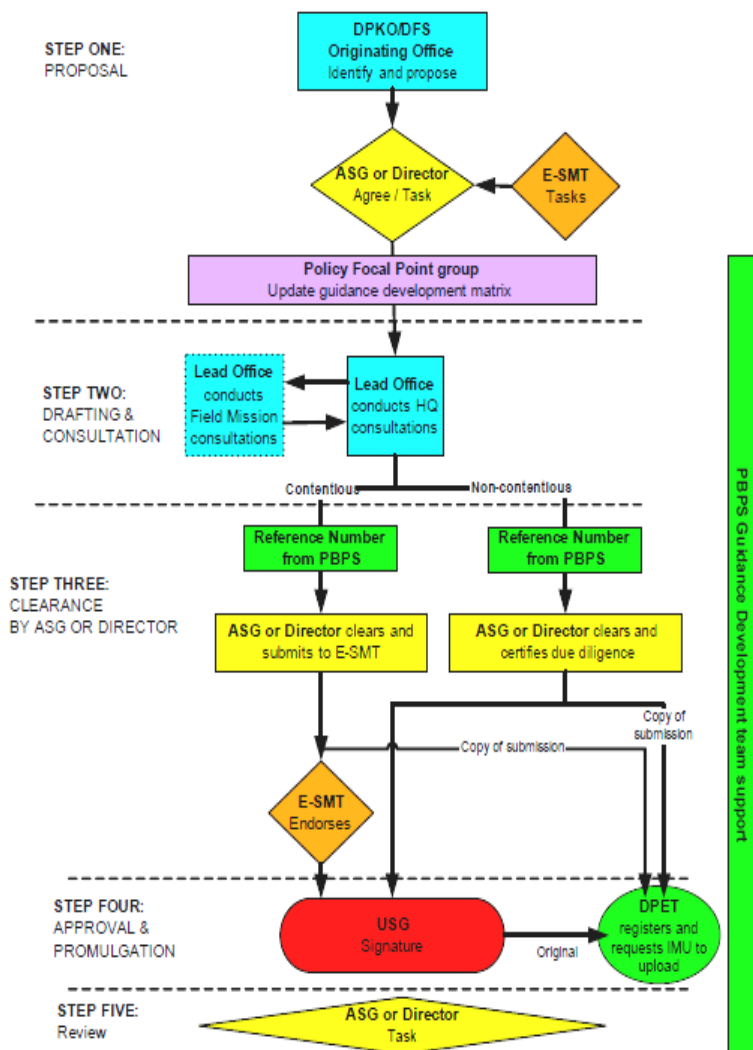 STEP ONE:
PROPOSAL
DPKO/DFS
Originating Office
Identify and propose
ASG or Director
Agree / Task
E-SMT
Tasks
Policy Focal Point group
Update guidance development matrix
STEP TWO:
DRAFTING &
CONSULTATION
Lead Office
conducts
Field Mission
consultations
Lead Office
conducts HQ
consultations
Contentious
Non-contentious
STEP THREE:
CLEARANCE
BY ASG OR DIRECTOR
Reference Number
from PBPS
Reference Number
from PBPS
ASG or Director clears and
submits to E-SMT
ASG or Director clears and
certifies due diligence
Copy of submission
Copy of
submission
E-SMT
Endorses
STEP FOUR:
APPROVAL &
PROMULGATION
USG
Signature
Original
DPET
registers and
requests IMU to
upload
STEP FIVE:
Review
ASG or Director
Task
PBPS Guidance Development team support